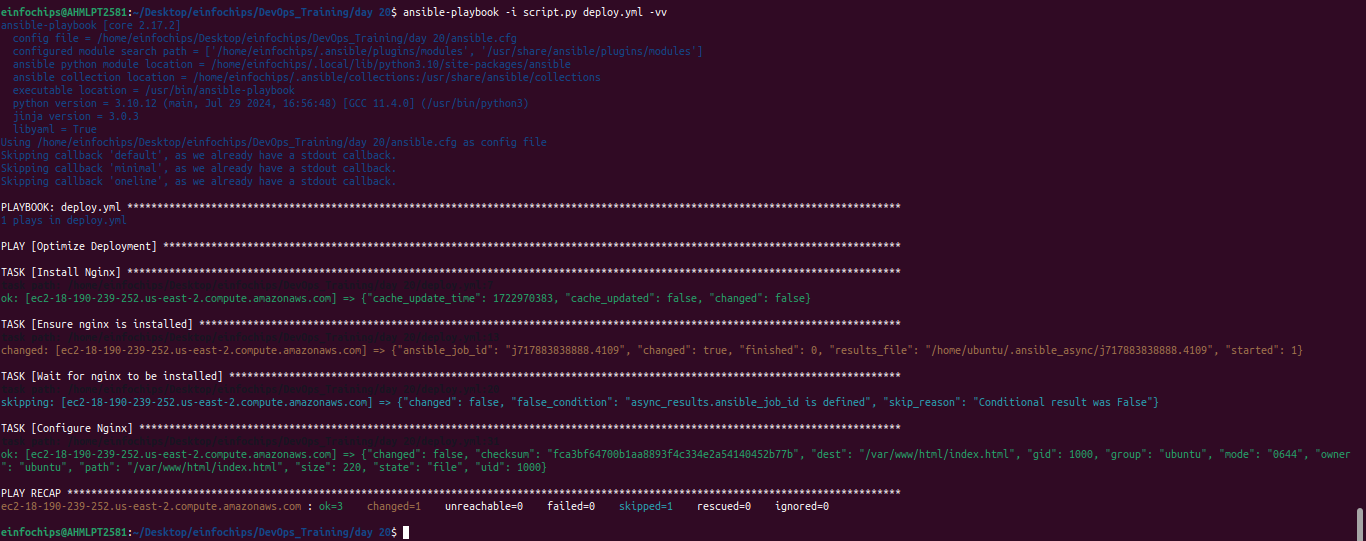 einfochips@AHMLPT2581:~/Desktop/einfochips/DevOps_Training/day 20$ ansible-playbook -i script.py deploy.yml -vv
ansible-playbook [core 2.17.2]
  config file = /home/einfochips/Desktop/einfochips/DevOps_Training/day 20/ansible.cfg
  configured module search path = ['/home/einfochips/.ansible/plugins/modules', '/usr/share/ansible/plugins/modules']
  ansible python module location = /home/einfochips/.local/lib/python3.10/site-packages/ansible
  ansible collection location = /home/einfochips/.ansible/collections:/usr/share/ansible/collections
  executable location = /usr/bin/ansible-playbook
  python version = 3.10.12 (main, Jul 29 2024, 16:56:48) [GCC 11.4.0] (/usr/bin/python3)
  jinja version = 3.0.3
  libyaml = True
Using /home/einfochips/Desktop/einfochips/DevOps_Training/day 20/ansible.cfg as config file
Skipping callback 'default', as we already have a stdout callback.
Skipping callback 'minimal', as we already have a stdout callback.
Skipping callback 'oneline', as we already have a stdout callback.
PLAYBOOK: deploy.yml *********************************************************************************************************************************
1 plays in deploy.yml
PLAY [Optimize Deployment] ***************************************************************************************************************************
TASK [Install Nginx] *********************************************************************************************************************************
ok: [ec2-18-190-239-252.us-east-2.compute.amazonaws.com] => {"cache_update_time": 1722970383, "cache_updated": false, "changed": false}
TASK [Ensure nginx is installed] *********************************************************************************************************************
changed: [ec2-18-190-239-252.us-east-2.compute.amazonaws.com] => {"ansible_job_id": "j717883838888.4109", "changed": true, "finished": 0, "results_file": "/home/ubuntu/.ansible_async/j717883838888.4109", "started": 1}
TASK [Wait for nginx to be installed] ****************************************************************************************************************
skipping: [ec2-18-190-239-252.us-east-2.compute.amazonaws.com] => {"changed": false, "false_condition": "async_results.ansible_job_id is defined", "skip_reason": "Conditional result was False"}
TASK [Configure Nginx] *******************************************************************************************************************************
ok: [ec2-18-190-239-252.us-east-2.compute.amazonaws.com] => {"changed": false, "checksum": "fca3bf64700b1aa8893f4c334e2a54140452b77b", "dest": "/var/www/html/index.html", "gid": 1000, "group": "ubuntu", "mode": "0644", "owner
": "ubuntu", "path": "/var/www/html/index.html", "size": 220, "state": "file", "uid": 1000}
PLAY RECAP *******************************************************************************************************************************************
ec2-18-190-239-252.us-east-2.compute.amazonaws.com : ok=3    changed=1    unreachable=0    failed=0    skipped=1    rescued=0    ignored=0
einfochips@AHMLPT2581:~/Desktop/einfochips/DevOps_Training/day 20$